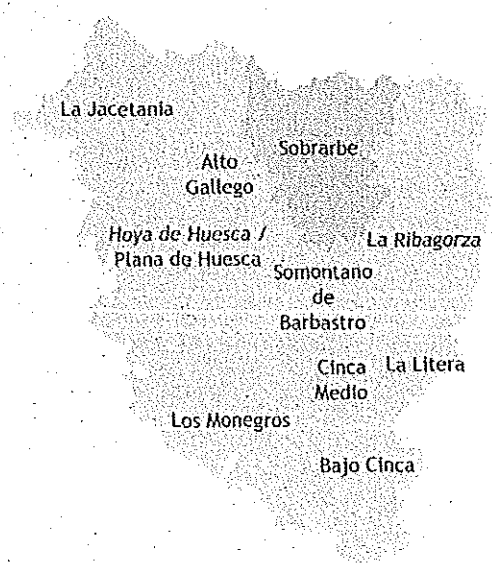 La Jacetania
Sobrarbe
Alto
Gallego
Hoya de Huesca /
Plana de Huesca
La Ribagorza
Somontano
de
Barbastro
Cinca
Medio
La Litera
Los Monegros
Bajo Cinca